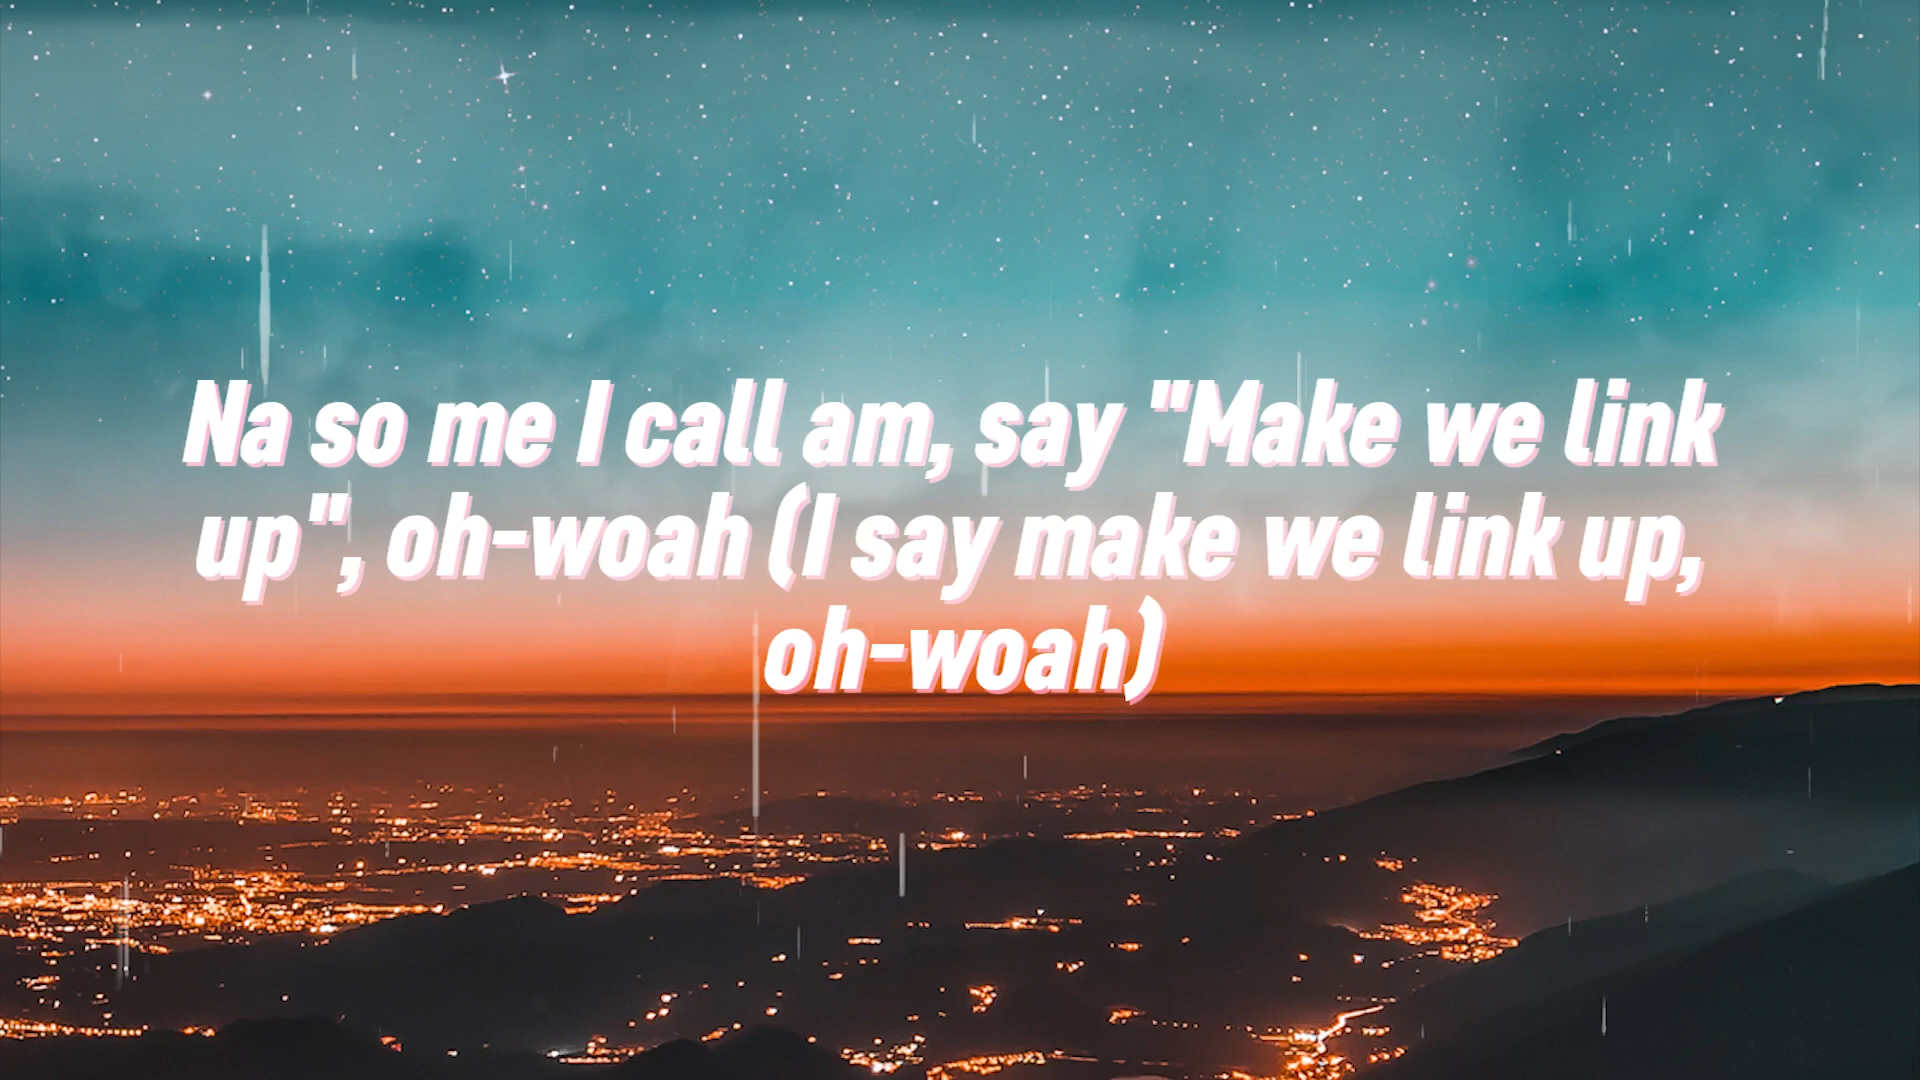 Na so me I call am, say "Make we link
up", oh-woah (I say make we link up,
oh-woah)